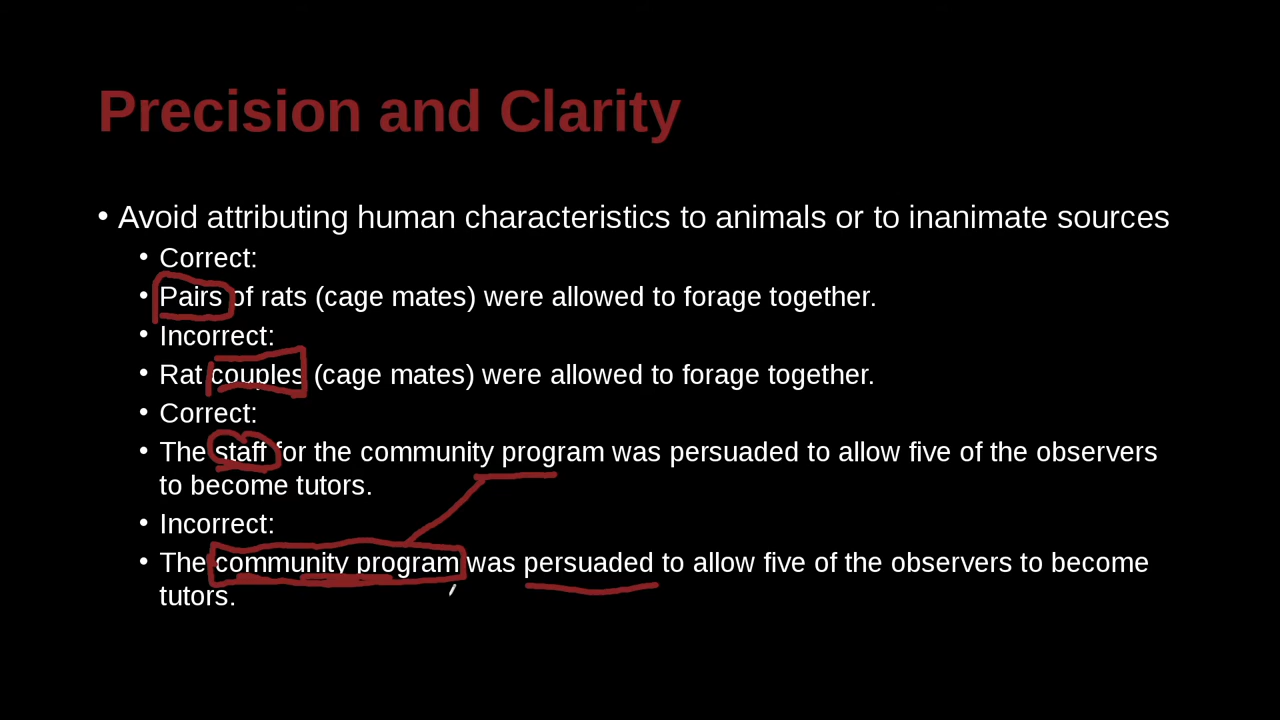 Precision and Clarity
• Avoid attributing human characteristics to animals or to inanimate sources
• Correct:
• Pairs of rats (cage mates) were allowed to forage together.
• Incorrect:
• Rat couples (cage mates) were allowed to forage together.
• Correct:
• The staff for the community program was persuaded to allow five of the observers
to become tutors.
• Incorrect:
• The community program was persuaded to allow five of the observers to become
tutors.